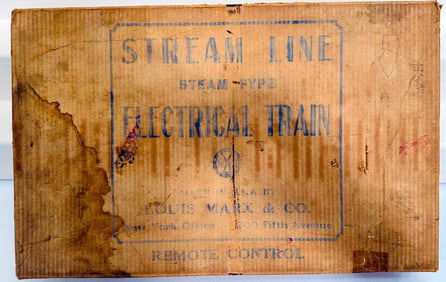 STREAM LINE
STEAM TYPE
ELECTRICAL TRAIN
MADE IN U.S.A. BY
LOUIS MARX & CO.
New York Office 200 Fifth Avenue
REMOTE CONTROL